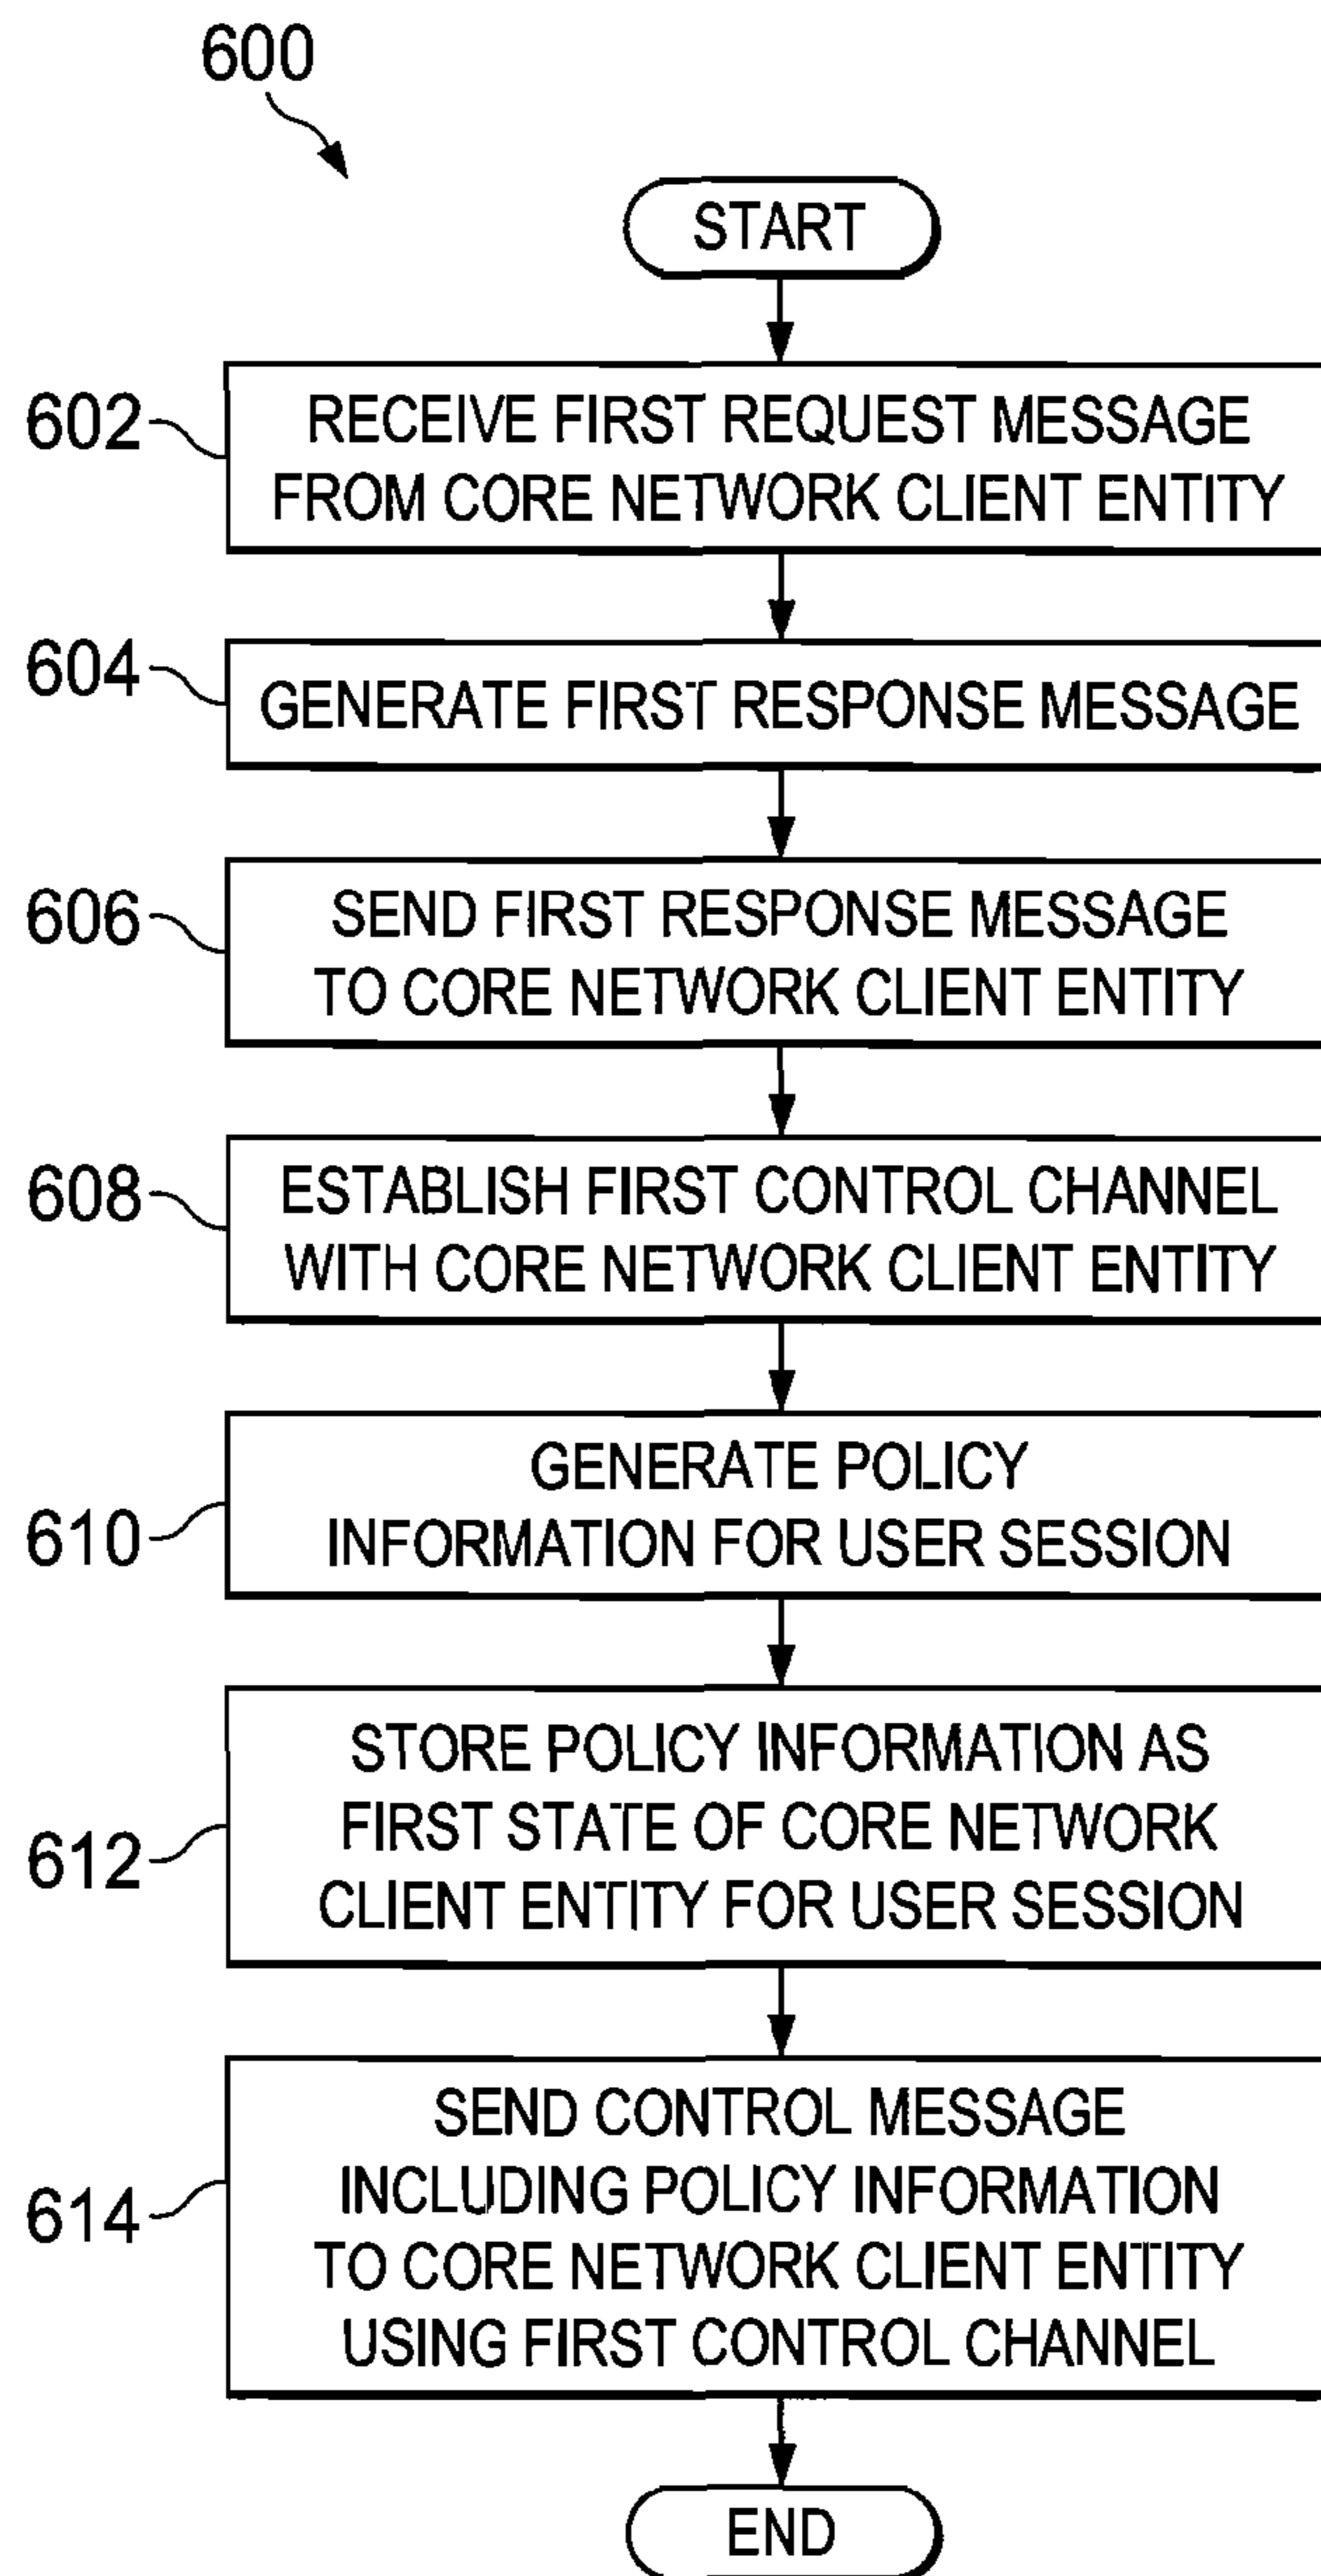 600
START
602
RECEIVE FIRST REQUEST MESSAGE
FROM CORE NETWORK CLIENT ENTITY
604
GENERATE FIRST RESPONSE MESSAGE
606
SEND FIRST RESPONSE MESSAGE
TO CORE NETWORK CLIENT ENTITY
608
ESTABLISH FIRST CONTROL CHANNEL
WITH CORE NETWORK CLIENT ENTITY
610
GENERATE POLICY
INFORMATION FOR USER SESSION
612
STORE POLICY INFORMATION AS
FIRST STATE OF CORE NETWORK
CLIENT ENTITY FOR USER SESSION
614
SEND CONTROL MESSAGE
INCLUDING POLICY INFORMATION
TO CORE NETWORK CLIENT ENTITY
USING FIRST CONTROL CHANNEL
END